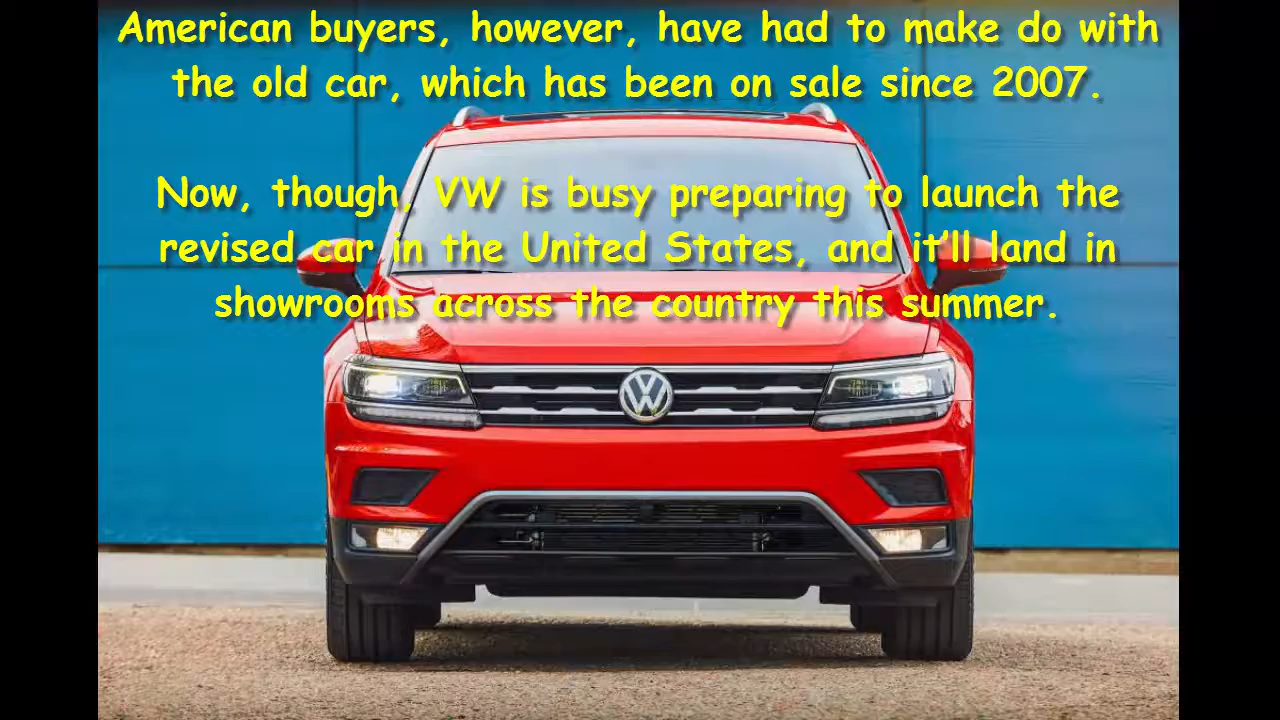 American buyers, however, have had to make do with
the old car, which has been on sale since 2007.
Now, though, VW is busy preparing to launch the
revised car in the United States, and it'll land in
showrooms across the country this summer.